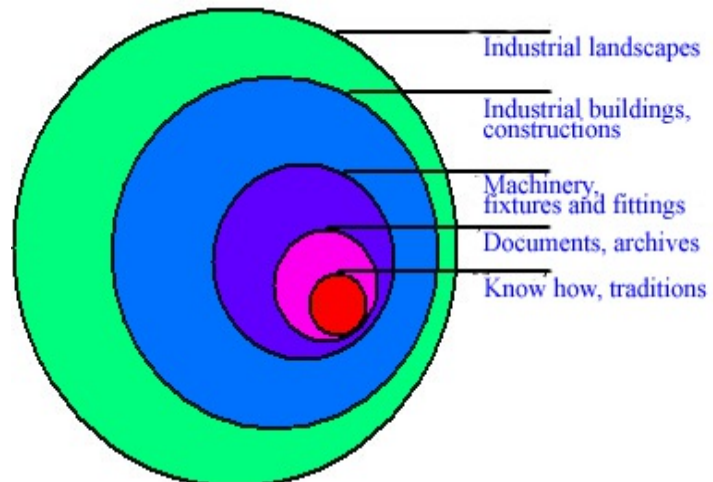 Industrial landscapes
Industrial buildings,
constructions
Machinery,
fixtures and fittings
Documents, archives
Know how, traditions